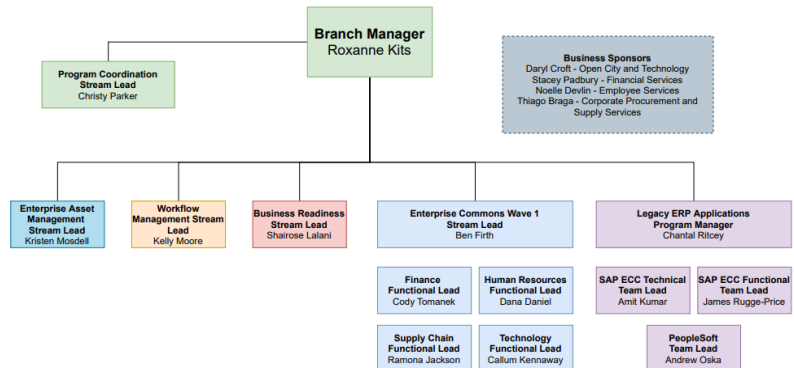 Branch Manager
Roxanne Kits
Business Sponsors
Daryl Croft - Open City and Technology
Stacey Padbury - Financial Services
Noelle Devlin - Employee Services
Thiago Braga - Corporate Procurement and
Supply Services
Program Coordination
Stream Lead
Christy Parker
Enterprise Asset
Management
Stream Lead
Kristen Mosdell
Workflow
Management Stream
Lead
Kelly Moore
Business Readiness
Stream Lead
Shairose Lalani
Enterprise Commons Wave 1
Stream Lead
Ben Firth
Legacy ERP Applications
Program Manager
Chantal Ritcey
Finance
Functional Lead
Cody Tomanek
Human Resources
Functional Lead
Dana Daniel
SAP ECC Technical
Team Lead
Amit Kumar
SAP ECC Functional
Team Lead
James Rugge-Price
Supply Chain
Functional Lead
Ramona Jackson
Technology
Functional Lead
Callum Kennaway
PeopleSoft
Team Lead
Andrew Oska